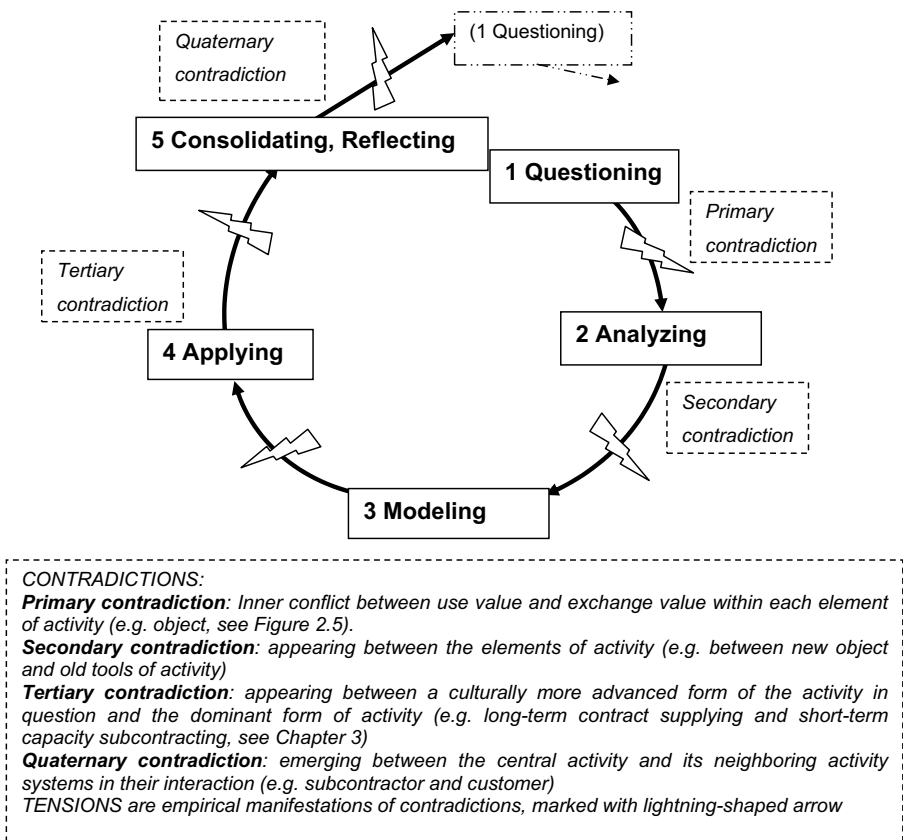 (1 Questioning)
Quaternary
contradiction
5 Consolidating, Reflecting
1 Questioning
Primary
contradiction
Tertiary
contradiction
4 Applying
2 Analyzing
Secondary
contradiction
3 Modeling
CONTRADICTIONS:
Primary contradiction: Inner conflict between use value and exchange value within each element
of activity (e.g. object, see Figure 2.5).
Secondary contradiction: appearing between the elements of activity (e.g. between new object
and old tools of activity)
Tertiary contradiction: appearing between a culturally more advanced form of the activity in
question and the dominant form of activity (e.g. long-term contract supplying and short-term
capacity subcontracting, see Chapter 3)
Quaternary contradiction: emerging between the central activity and its neighboring activity
systems in their interaction (e.g. subcontractor and customer)
TENSIONS are empirical manifestations of contradictions, marked with lightning-shaped arrow